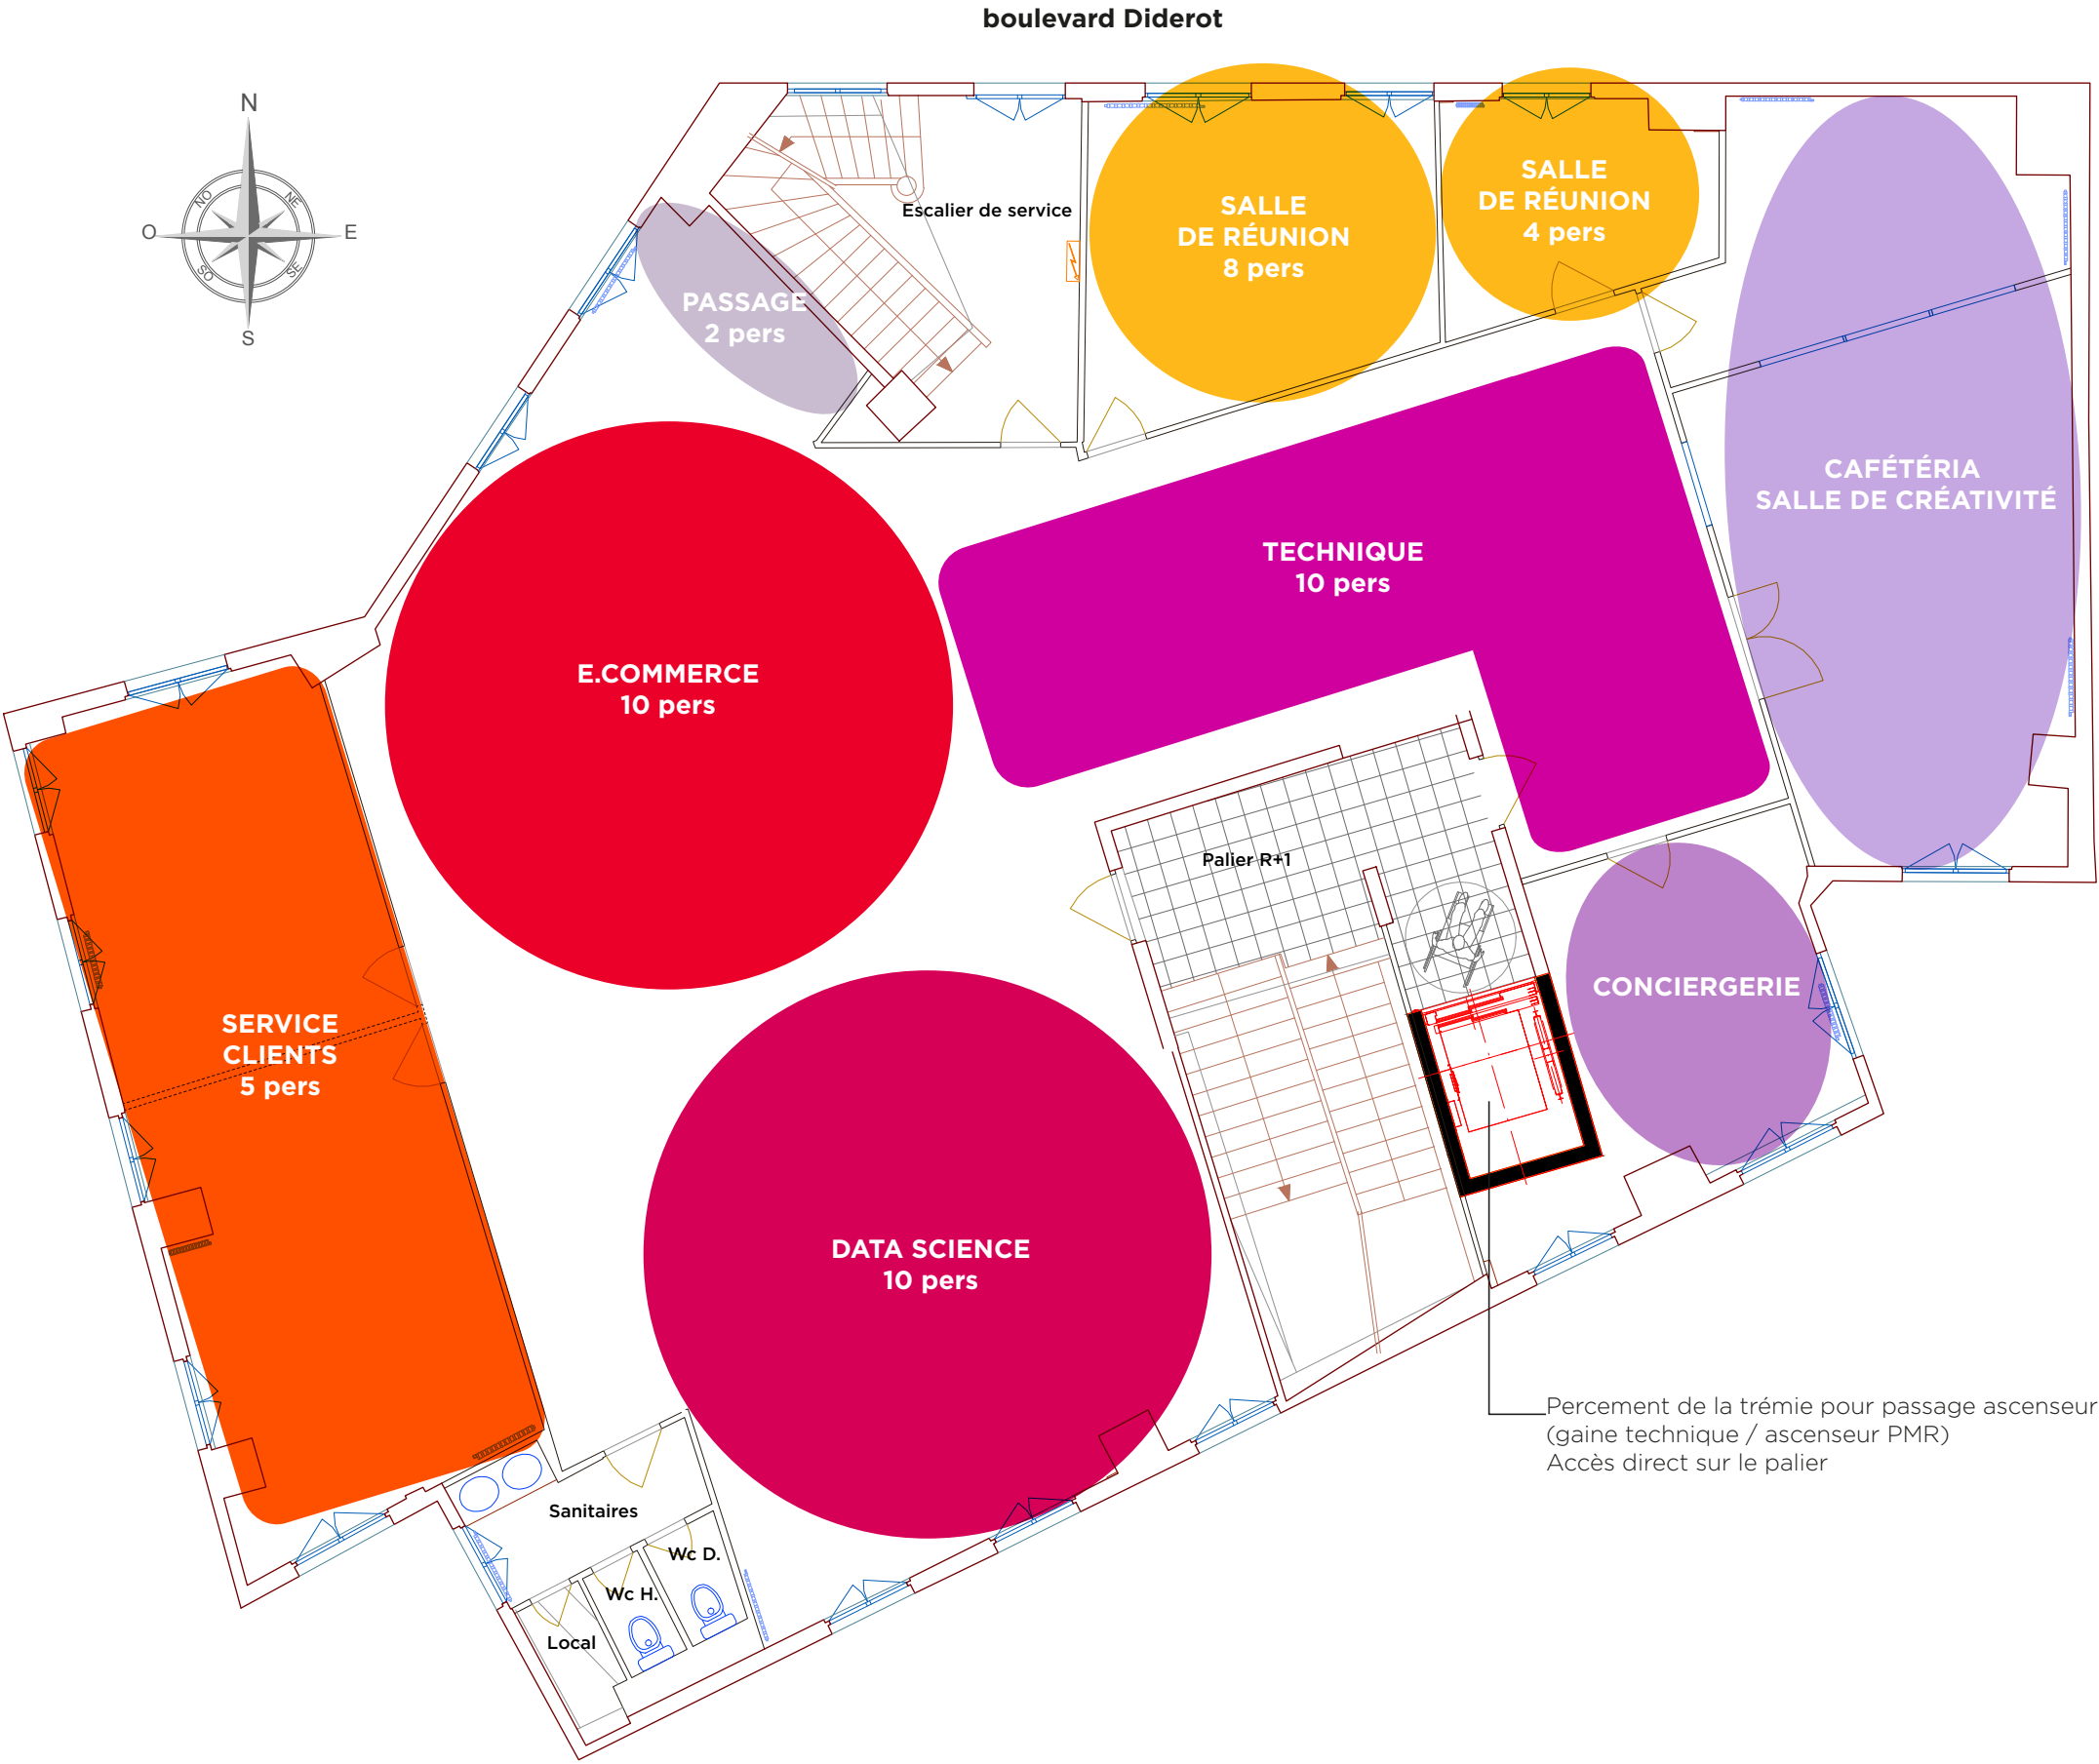 boulevard Diderot
N
NO
NE
O
E
SO
SE
S
Escalier de service
SALLE
DE RÉUNION
8 pers
SALLE
DE RÉUNION
4 pers
PASSAGE
2 pers
CAFÉTÉRIA
SALLE DE CRÉATIVITÉ
TECHNIQUE
10 pers
E.COMMERCE
10 pers
Palier R+1
CONCIERGERIE
SERVICE
CLIENTS
5 pers
DATA SCIENCE
10 pers
Percement de la trémie pour passage ascenseur
(gaine technique / ascenseur PMR)
Accès direct sur le palier
Sanitaires
Wc D.
Wc H.
Local